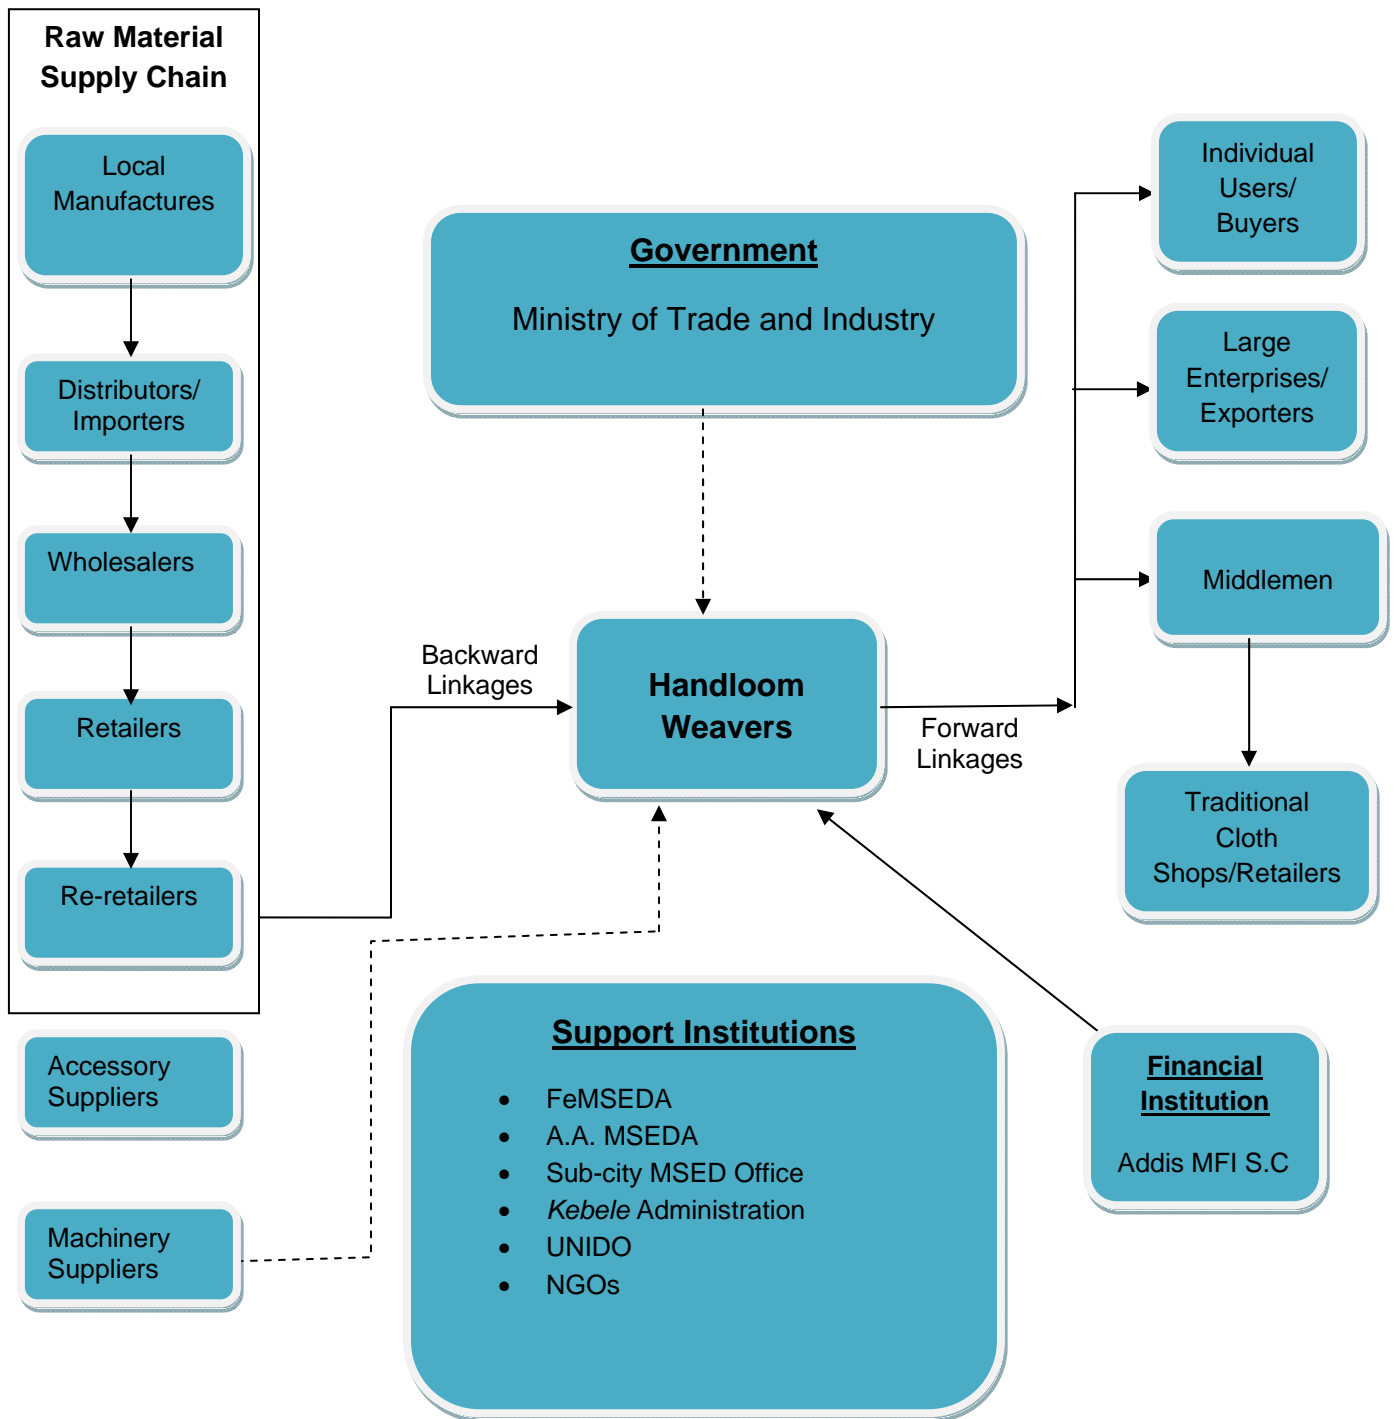 Raw Material
Supply Chain
Local
Manufactures
Distributors/
Importers
Wholesalers
Retailers
Re-retailers
Accessory
Suppliers
Machinery
Suppliers
Government
Ministry of Trade and Industry
Backward
Linkages
Handloom
Weavers
Forward
Linkages
Support Institutions
• FeMSEDA
• A.A. MSEDA
• Sub-city MSED Office
• Kebele Administration
• UNIDO
• NGOs
Individual
Users/
Buyers
Large
Enterprises/
Exporters
Middlemen
Traditional
Cloth
Shops/Retailers
Financial
Institution
Addis MFI S.C